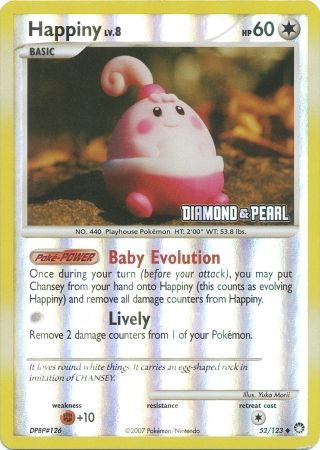 Happiny LV.8 HP 60
BASIC
DIAMOND & PEARL
NO. 440 Playhouse Pokémon HT: 2'00" WT: 53.8 lbs.
Poké-POWER Baby Evolution
Once during your turn (before your attack), you may put
Chansey from your hand onto Happiny (this counts as evolving
Happiny) and remove all damage counters from Happiny.
Lively
Remove 2 damage counters from 1 of your Pokémon.
It loves round white things. It carries an egg-shaped rock in
imitation of CHANSEY.
Illus. Yuka Morii
weakness resistance retreat cost
+10
DPBP#126 ©2007 Pokémon/Nintendo 52/123